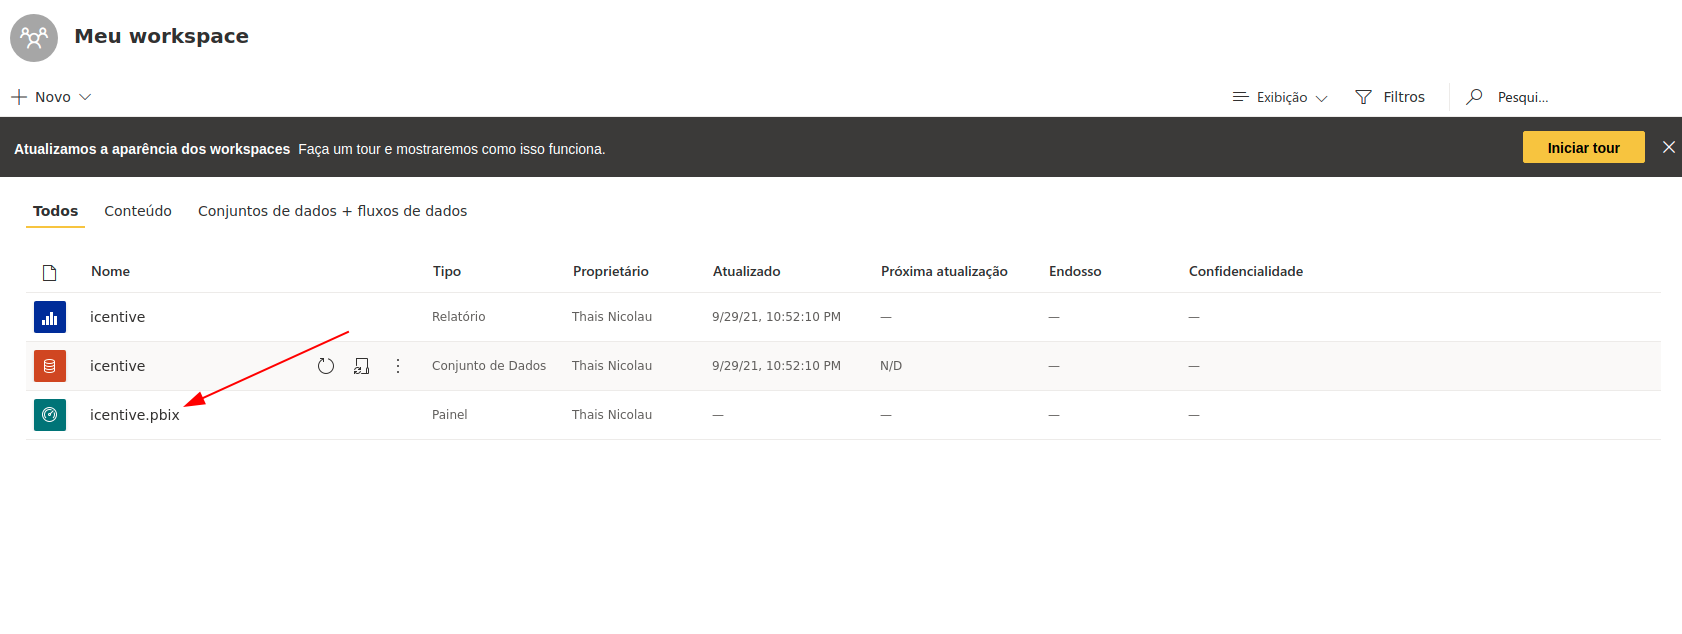 Meu workspace
Novo Exibição Filtros Pesqui...
Atualizamos a aparência dos workspaces Faça um tour e mostraremos como isso funciona. Iniciar tour
Todos Conteúdo Conjuntos de dados + fluxos de dados
Nome Tipo Proprietário Atualizado Próxima atualização Endosso Confidencialidade
icentive Relatório Thais Nicolau 9/29/21, 10:52:10 PM — — —
icentive Conjunto de Dados Thais Nicolau 9/29/21, 10:52:10 PM N/D — —
icentive.pbix Painel Thais Nicolau — — — —